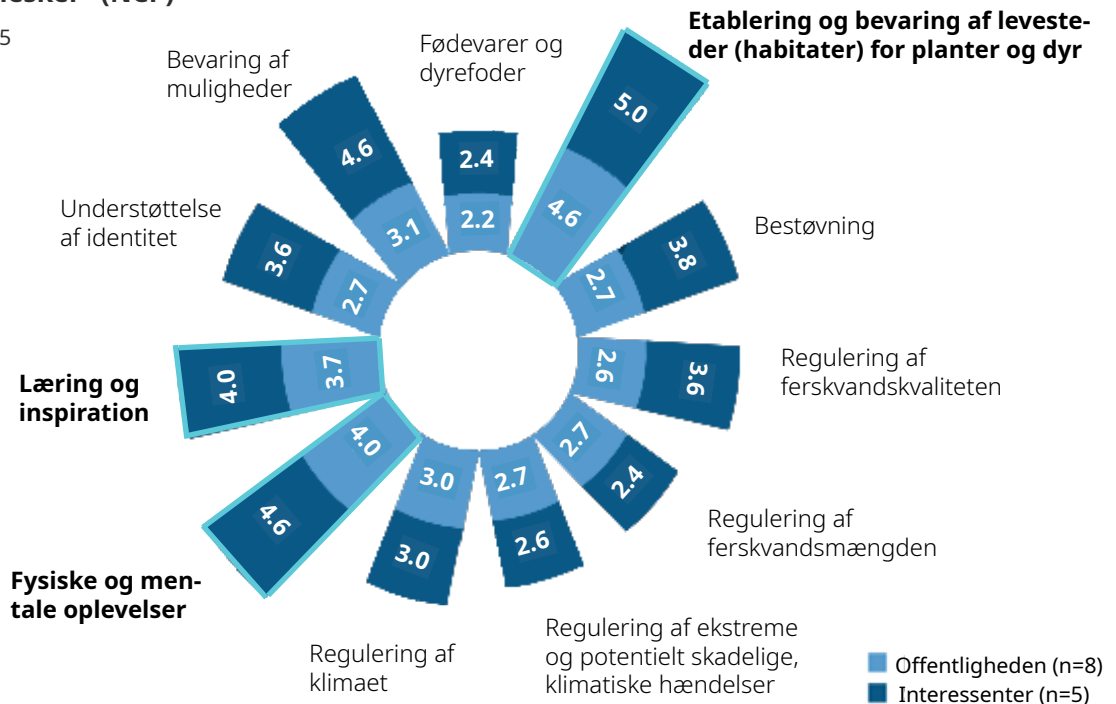 5
Etablering og bevaring af leveste-
der (habitater) for planter og dyr
Fødevarer og
dyrefoder
Bevaring af
muligheder
5.0
4.6
4.6
3.1
2.4
2.2
Understøttelse
af identitet
3.6
2.7
Bestøvning
3.8
2.7
Læring og
inspiration
4.0
3.7
Regulering af
ferskvandskvaliteten
2.6
3.6
Fysiske og men-
tale oplevelser
4.0
4.6
Regulering af
klimaet
3.0
3.0
Regulering af ekstreme
og potentielt skadelige,
klimatiske hændelser
2.7
2.6
Regulering af
ferskvandsmængden
2.7
2.4
Offentligheden (n=8)
Interessenter (n=5)